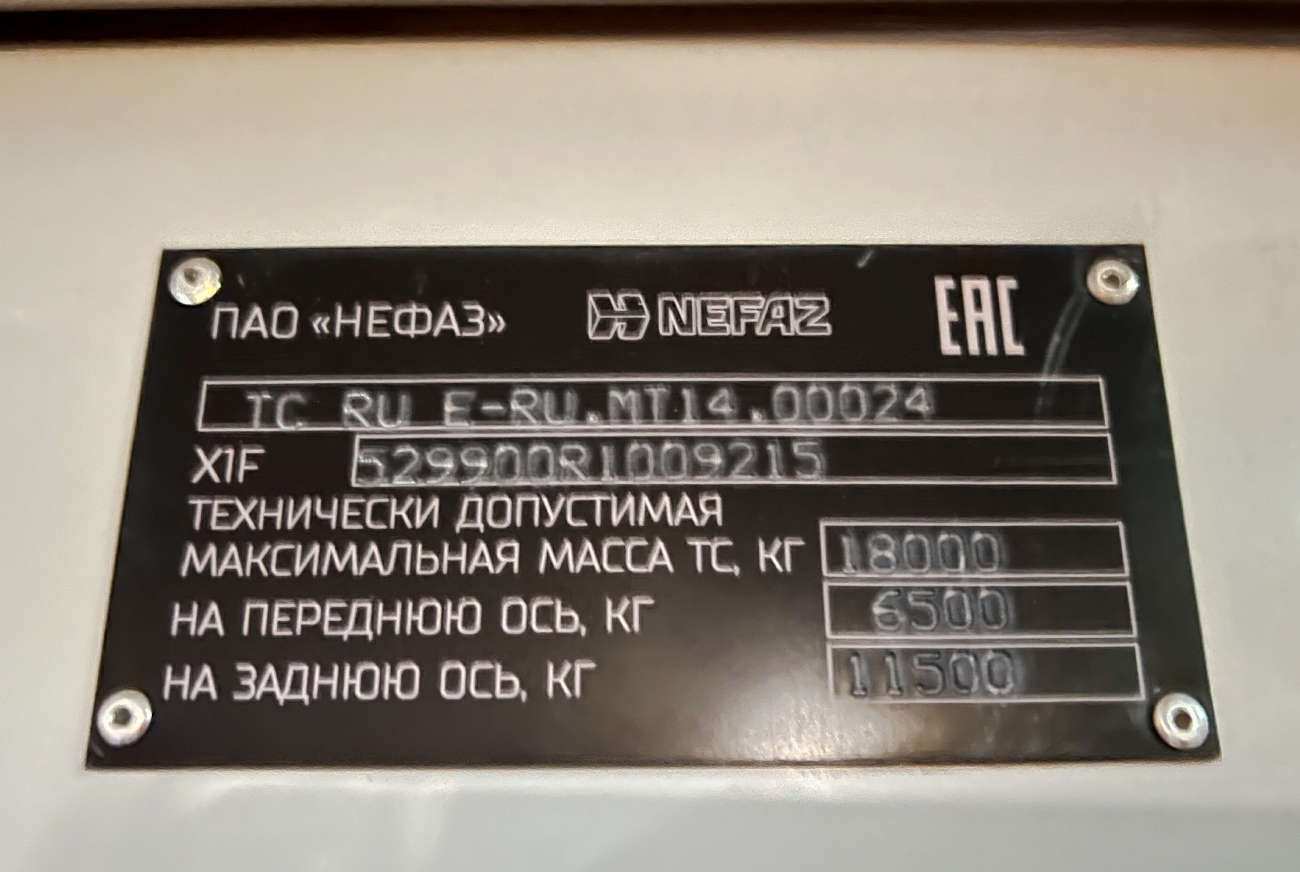 ПАО «НЕФАЗ» NEFAZ EAC
TC RU E-RU.MT14.00024
X1F 529900R1009215
ТЕХНИЧЕСКИ ДОПУСТИМАЯ
МАКСИМАЛЬНАЯ МАССА ТС, КГ 18000
НА ПЕРЕДНЮЮ ОСЬ, КГ 6500
НА ЗАДНЮЮ ОСЬ, КГ 11500